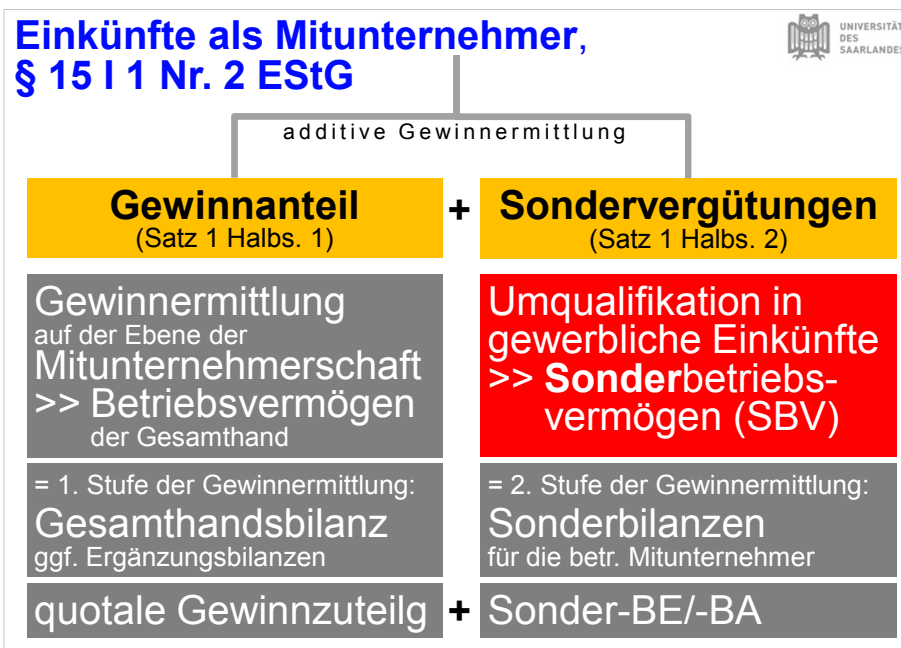 Einkünfte als Mitunternehmer,
§ 15 I 1 Nr. 2 EStG
UNIVERSITÄT
DES
SAARLANDES
additive Gewinnermittlung
Gewinnanteil
(Satz 1 Halbs. 1)
+
Sondervergütungen
(Satz 1 Halbs. 2)
Gewinnermittlung
auf der Ebene der
Mitunternehmerschaft
>> Betriebsvermögen
der Gesamthand
Umqualifikation in
gewerbliche Einkünfte
>> Sonderbetriebs-
vermögen (SBV)
= 1. Stufe der Gewinnermittlung:
Gesamthandsbilanz
ggf. Ergänzungsbilanzen
= 2. Stufe der Gewinnermittlung:
Sonderbilanzen
für die betr. Mitunternehmer
quotale Gewinnzuteilg + Sonder-BE/-BA